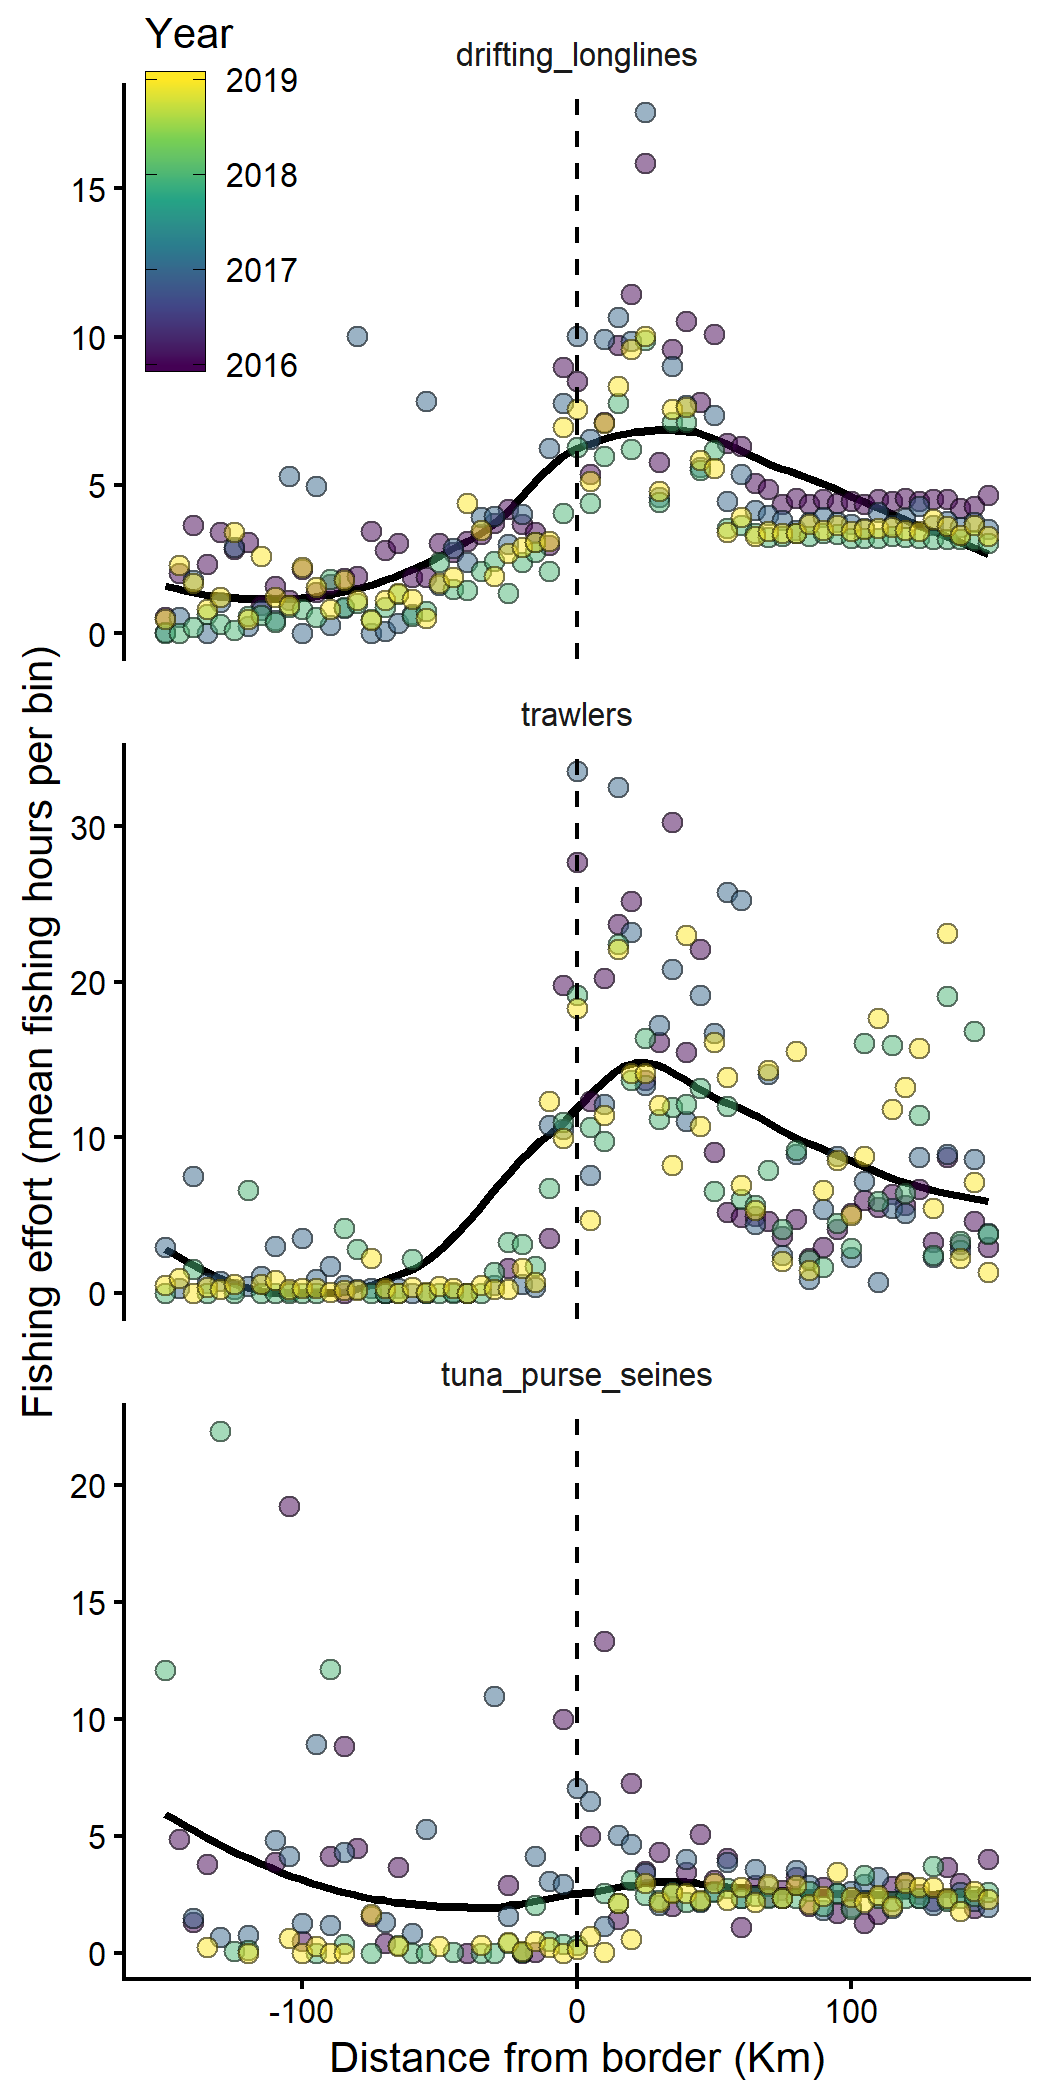 Year
2019
2018
2017
2016
drifting_longlines
15
10
5
0
trawlers
30
20
10
0
tuna_purse_seines
20
15
10
5
0
-100 0 100
Distance from border (Km)
Fishing effort (mean fishing hours per bin)